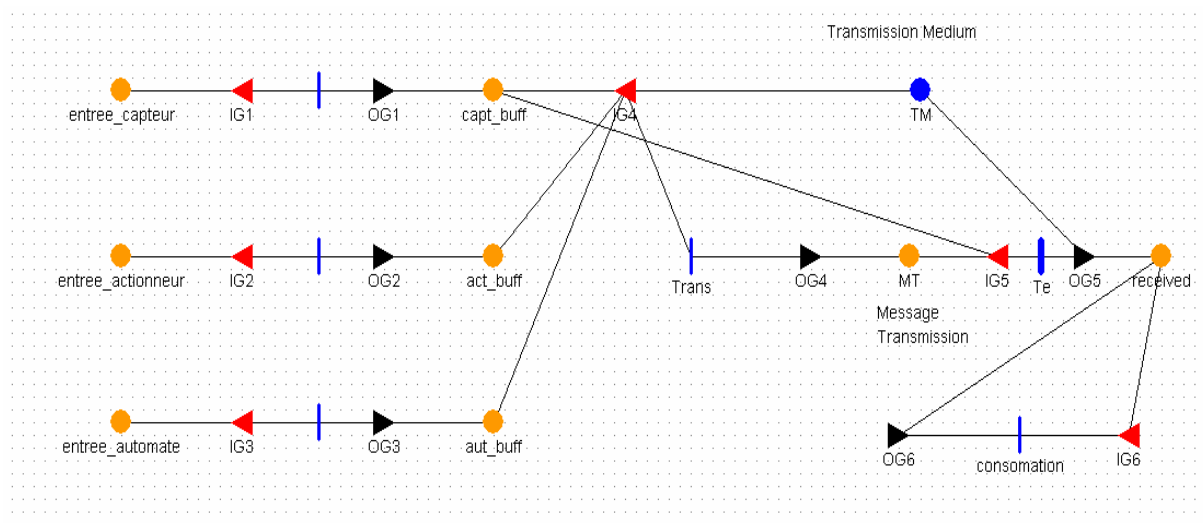 Transmission Medium
entree_capteur
IG1
OG1
capt_buff
IG4
TM
entree_actionneur
IG2
OG2
act_buff
Trans
OG4
MT
IG5
Te
OG5
received
Message
Transmission
entree_automate
IG3
OG3
aut_buff
OG6
consomation
IG6